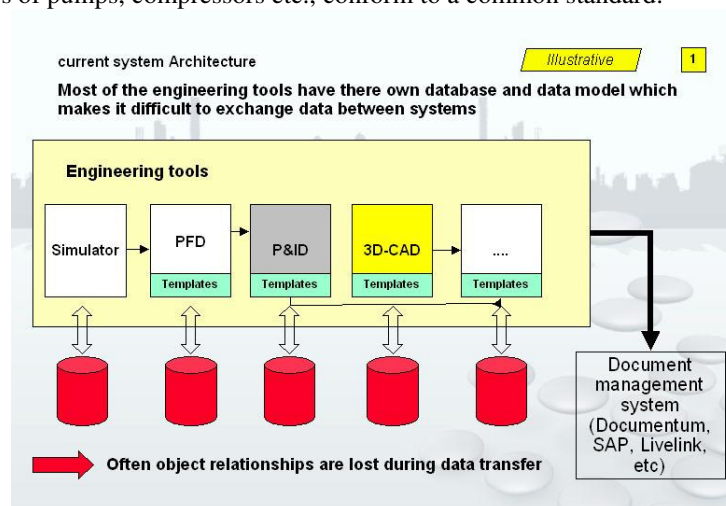 s of pumps, compressors etc., conform to a common standard.
current system Architecture
Illustrative
1
Most of the engineering tools have there own database and data model which
makes it difficult to exchange data between systems
Engineering tools
Simulator
PFD
P&ID
3D-CAD
....
Templates
Templates
Templates
Templates
Document
management
system
(Documentum,
SAP, Livelink,
etc)
Often object relationships are lost during data transfer